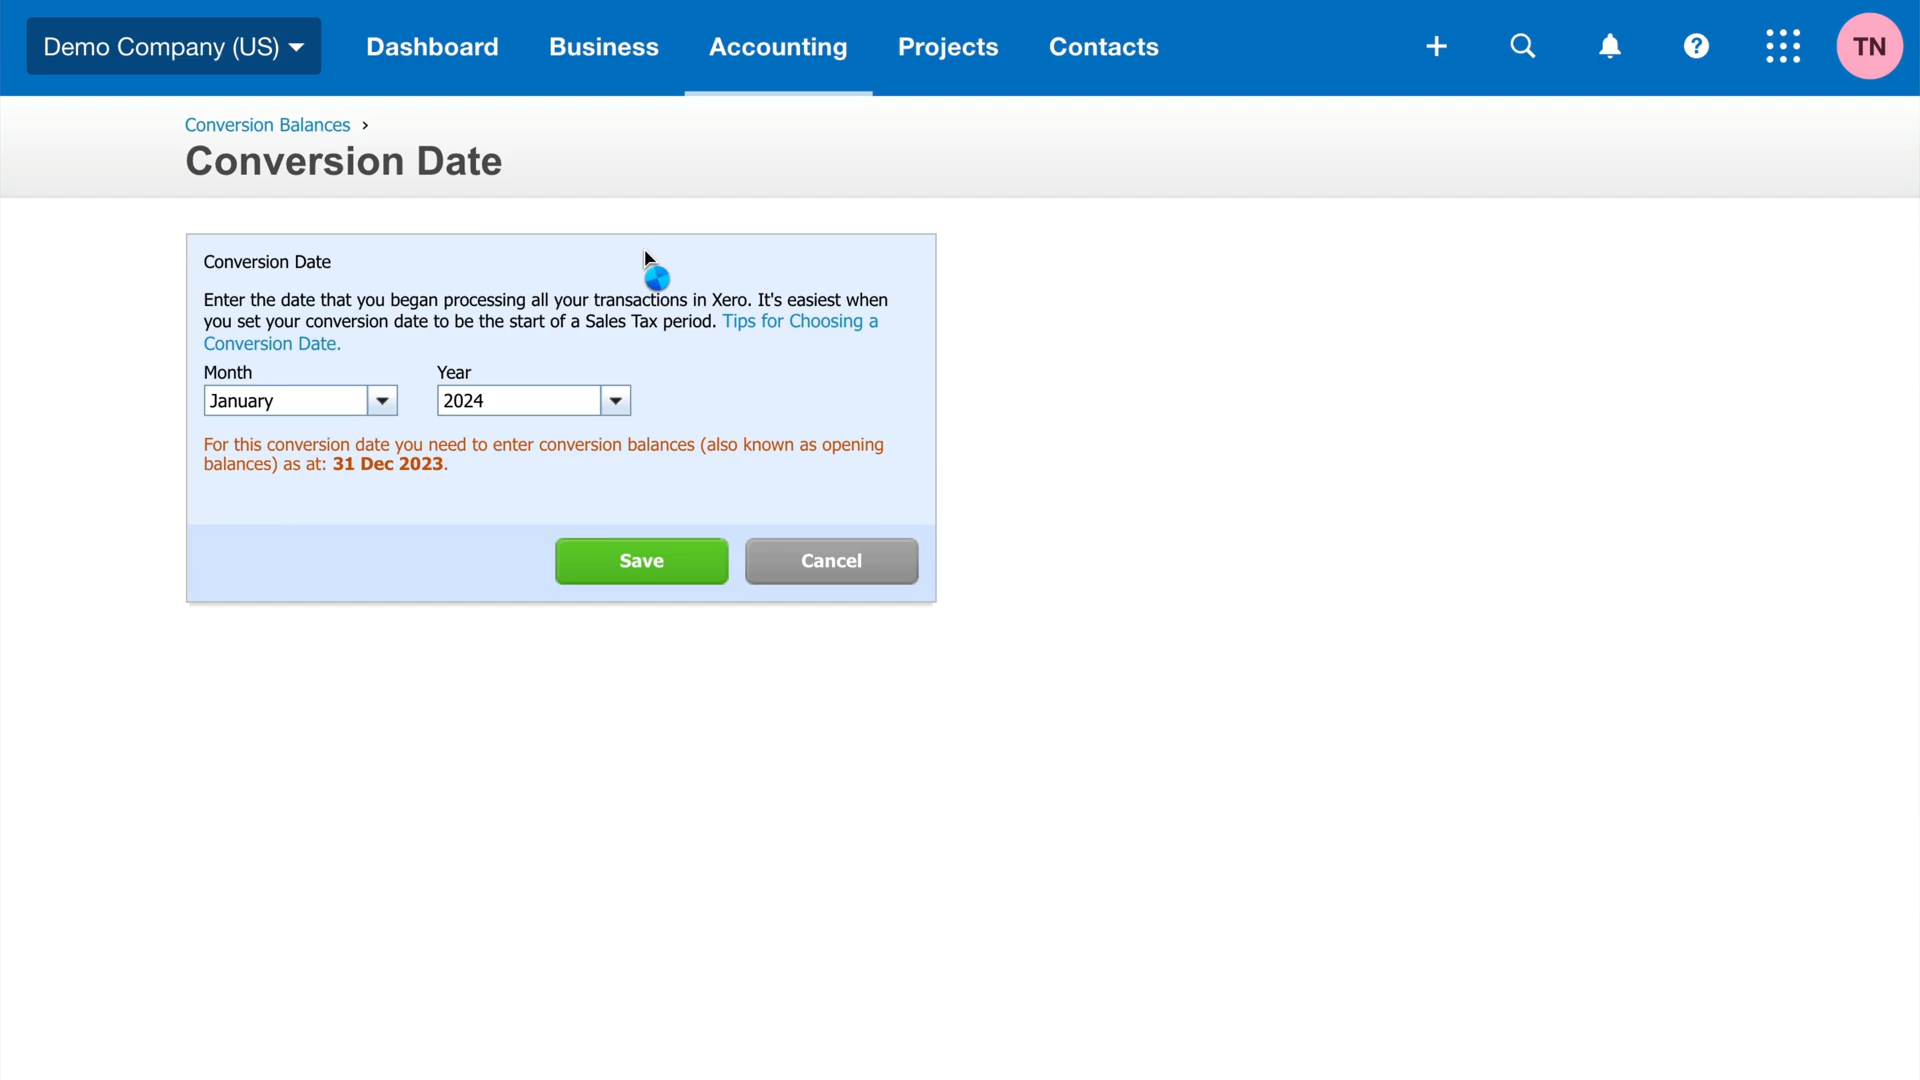 Demo Company (US) Dashboard Business Accounting Projects Contacts TN
Conversion Balances ›
Conversion Date
Conversion Date
Enter the date that you began processing all your transactions in Xero. It's easiest when
you set your conversion date to be the start of a Sales Tax period. Tips for Choosing a
Conversion Date.
Month Year
January 2024
For this conversion date you need to enter conversion balances (also known as opening
balances) as at: 31 Dec 2023.
Save Cancel